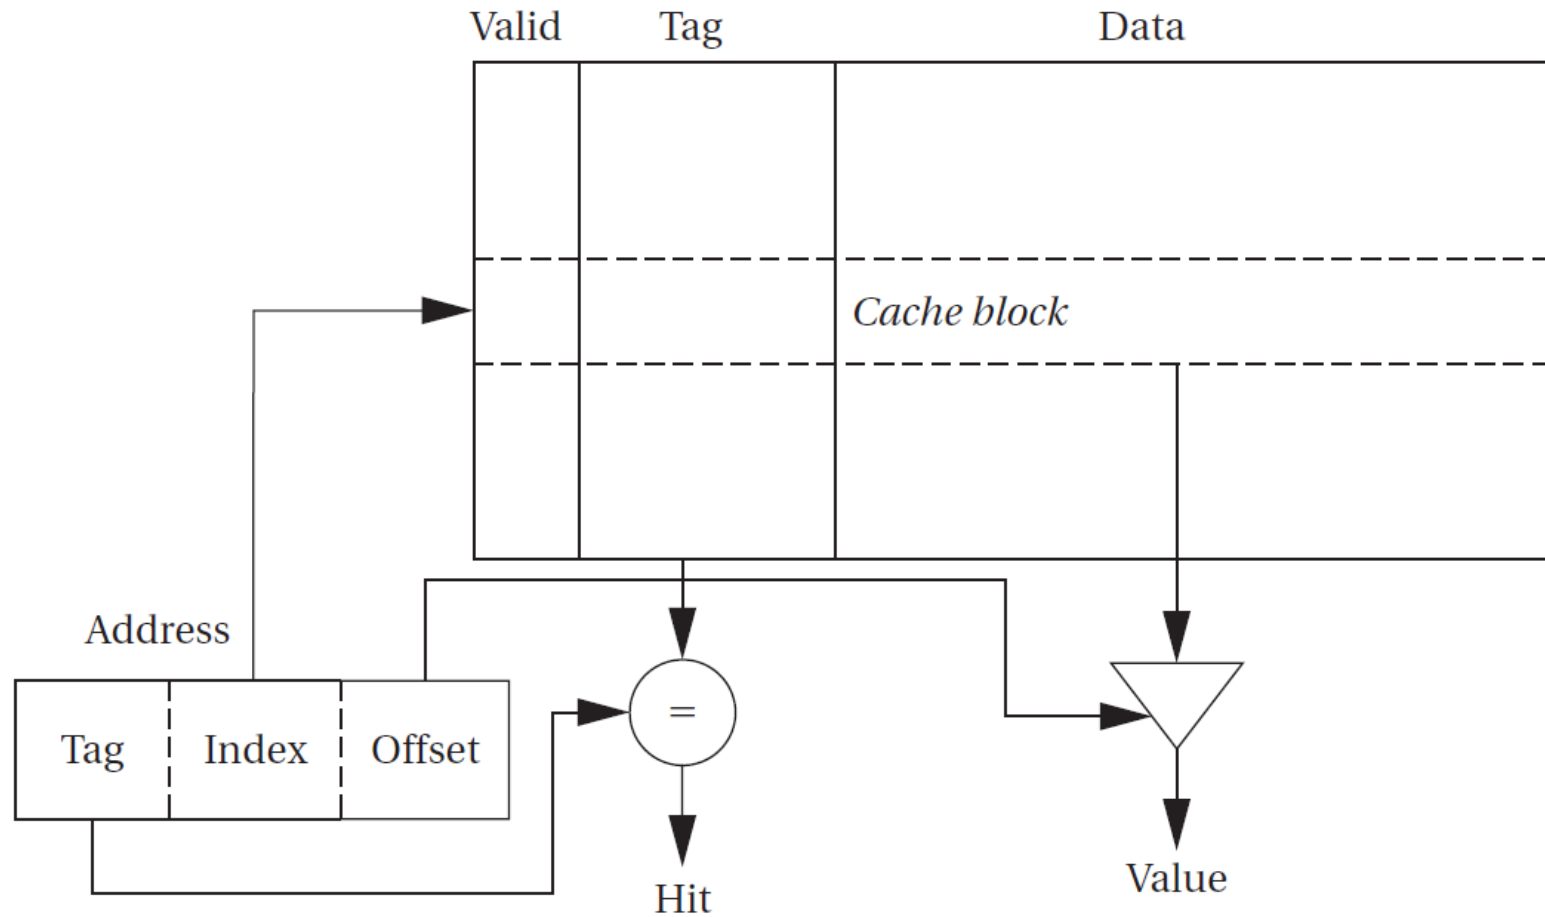 Valid Tag Data
Cache block
Address
Tag Index Offset
=
Hit
Value